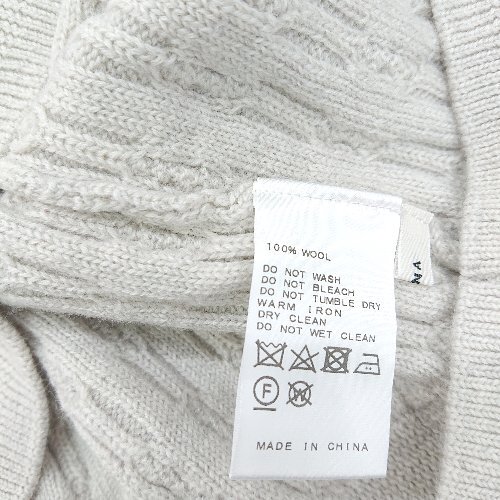 100% WOOL
DO NOT WASH
DO NOT BLEACH
DO NOT TUMBLE DRY
WARM IRON
DRY CLEAN
DO NOT WET CLEAN
F W
MADE IN CHINA